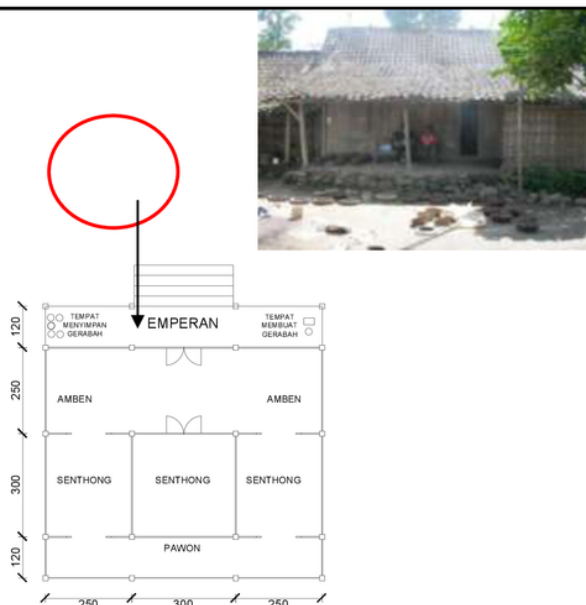 TEMPAT
MENYIMPAN
GERABAH
EMPERAN
TEMPAT
MEMBUAT
GERABAH
120
250
AMBEN
AMBEN
300
SENTHONG
SENTHONG
SENTHONG
120
PAWON
250
300
250